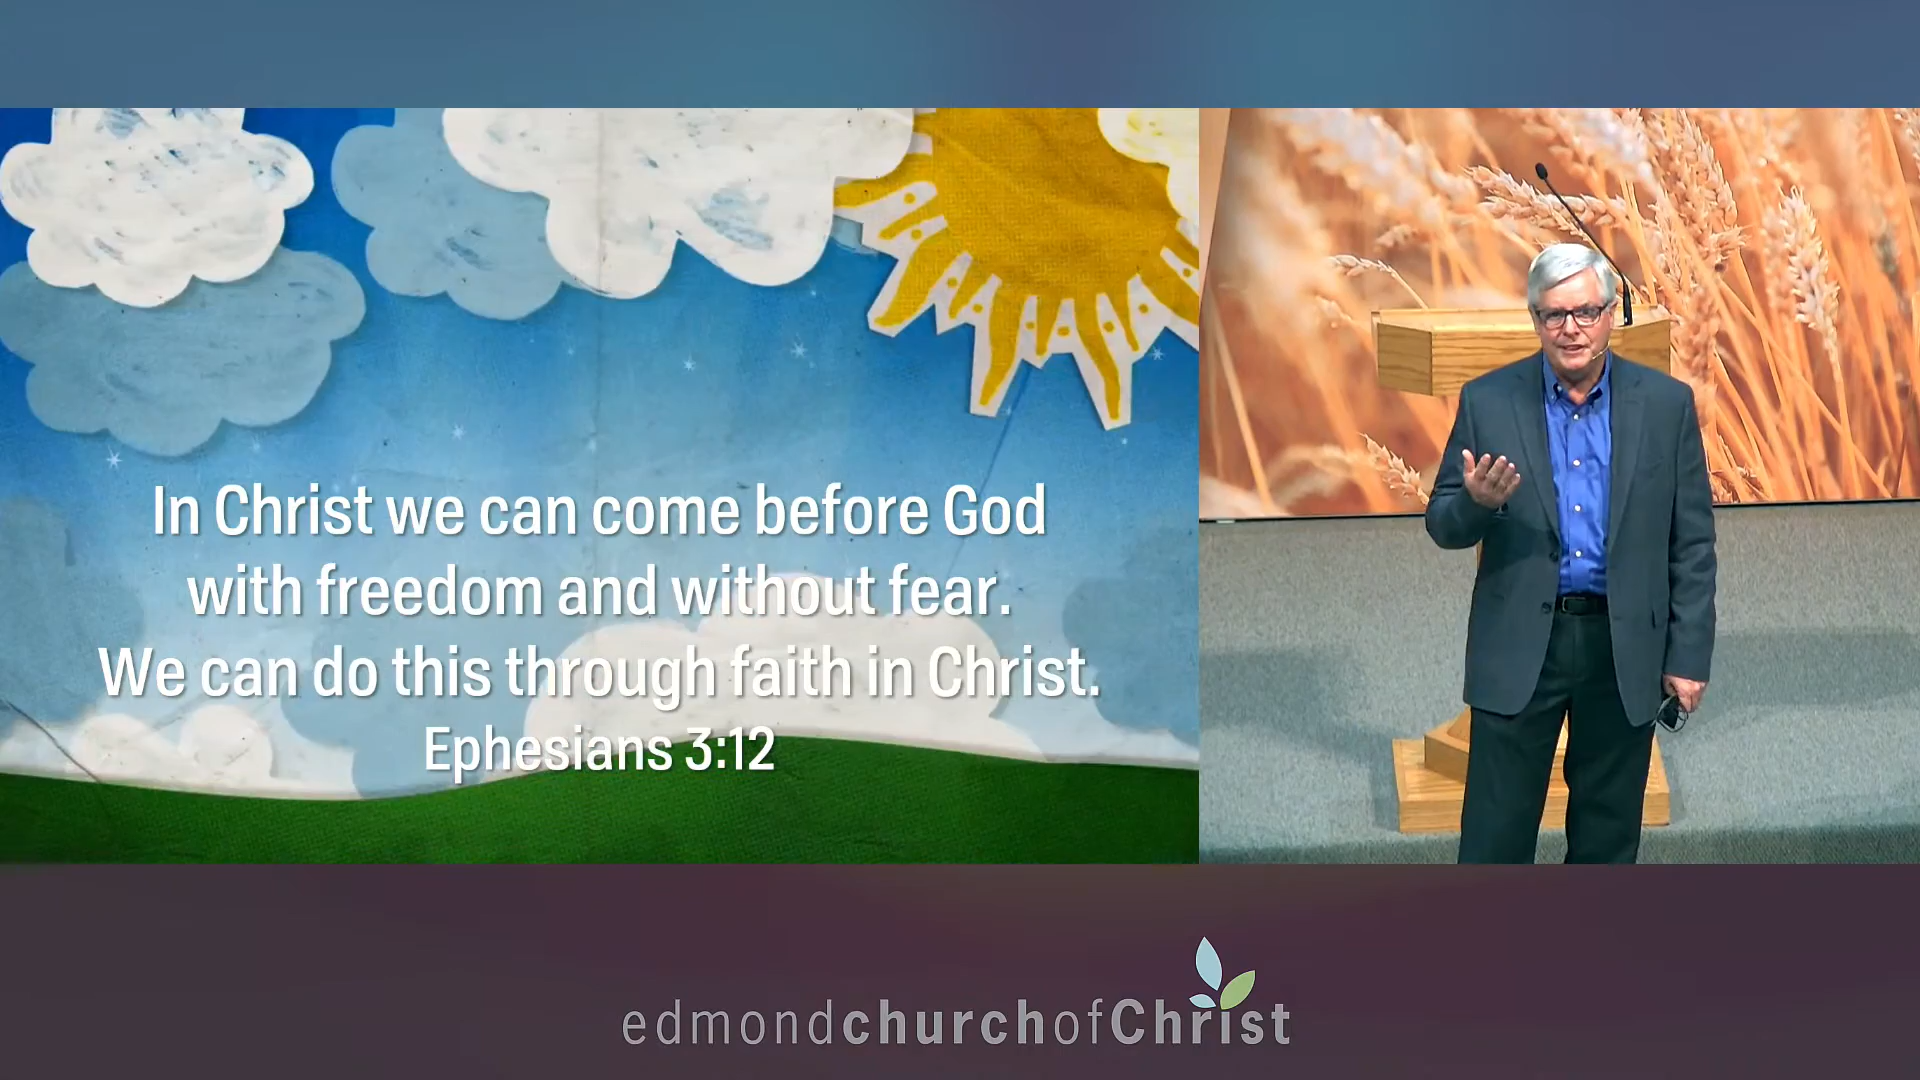 In Christ we can come before God
with freedom and without fear.
We can do this through faith in Christ.
Ephesians 3:12
edmondchurchofChrist